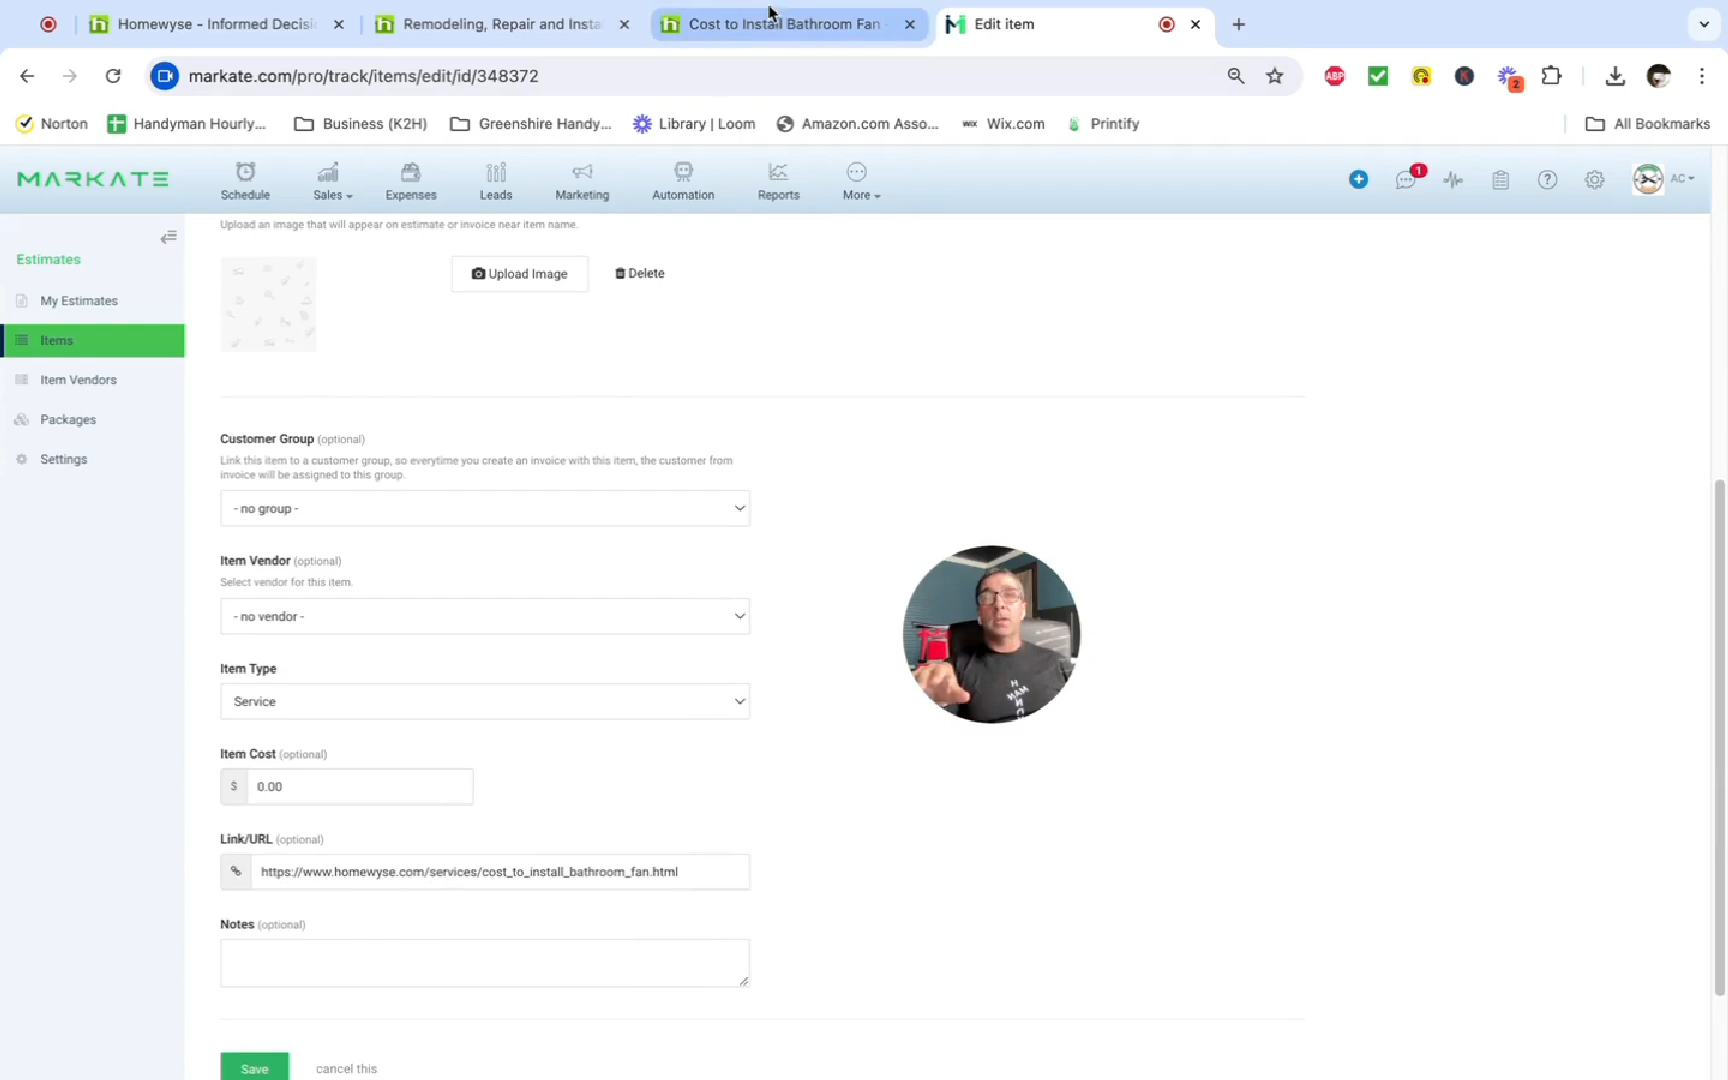 Homewyse - Informed Decisi
Remodeling, Repair and Insta
Cost to Install Bathroom Fan
Edit item
markate.com/pro/track/items/edit/id/348372
ABP
K
2
Norton
Handyman Hourly...
Business (K2H)
Greenshire Handy...
Library | Loom
Amazon.com Asso...
WIX
Wix.com
Printify
All Bookmarks
MARKATE
Schedule
Sales
Expenses
Leads
Marketing
Automation
Reports
More
1
AC
Estimates
My Estimates
Items
Item Vendors
Packages
Settings
Upload an image that will appear on estimate or invoice near item name.
Upload Image
Delete
Customer Group (optional)
Link this item to a customer group, so everytime you create an invoice with this item, the customer from
invoice will be assigned to this group.
- no group -
Item Vendor (optional)
Select vendor for this item.
- no vendor -
Item Type
Service
Item Cost (optional)
$ 0.00
Link/URL (optional)
https://www.homewyse.com/services/cost_to_install_bathroom_fan.html
Notes (optional)
Save
cancel this